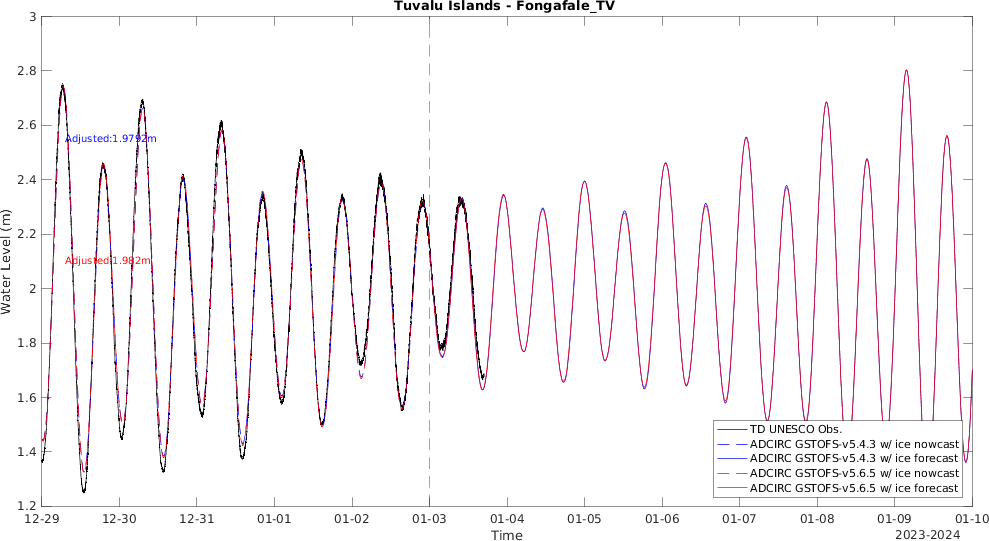 Tuvalu Islands - Fongafale_TV
3
2.8
2.6
2.4
2.2
2
1.8
1.6
1.4
1.2
Water Level (m)
Adjusted:1.9792m
Adjusted:1.982m
TD UNESCO Obs.
ADCIRC GSTOFS-v5.4.3 w/ ice nowcast
ADCIRC GSTOFS-v5.4.3 w/ ice forecast
ADCIRC GSTOFS-v5.6.5 w/ ice nowcast
ADCIRC GSTOFS-v5.6.5 w/ ice forecast
12-29 12-30 12-31 01-01 01-02 01-03 01-04 01-05 01-06 01-07 01-08 01-09 01-10
Time
2023-2024